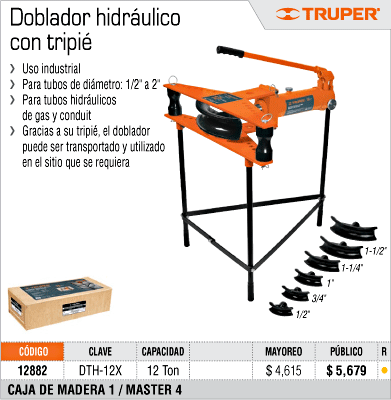 Doblador hidráulico
con tripié
TRUPER®
› Uso industrial
› Para tubos de diámetro: 1/2" a 2"
› Para tubos hidráulicos
de gas y conduit
› Gracias a su tripié, el doblador
puede ser transportado y utilizado
en el sitio que se requiera
TRUPER
1-1/2"
1-1/4"
1"
3/4"
1/2"
CÓDIGO CLAVE CAPACIDAD MAYOREO PÚBLICO R
12882 DTH-12X 12 Ton $ 4,615 $ 5,679
CAJA DE MADERA 1 / MASTER 4